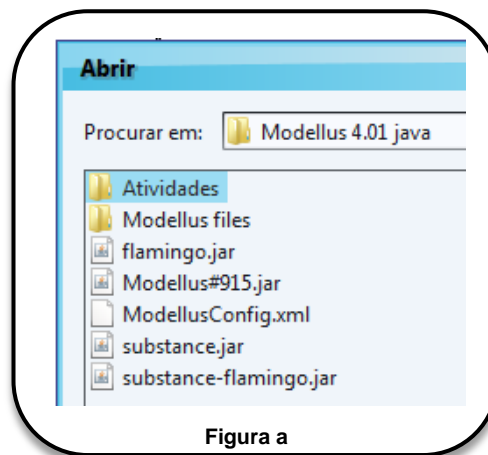 Abrir
Procurar em: Modellus 4.01 java
Atividades
Modellus files
flamingo.jar
Modellus#915.jar
ModellusConfig.xml
substance.jar
substance-flamingo.jar
Figura a